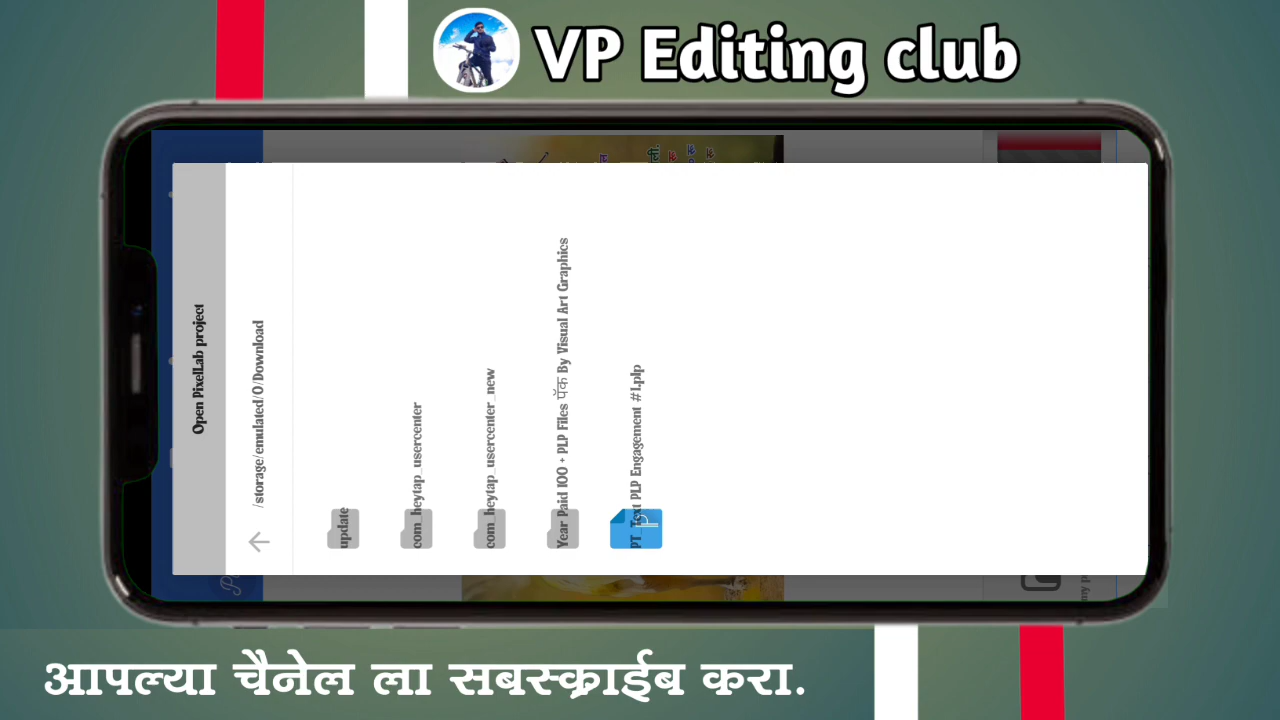 VP Editing club
Open PixelLab project
/storage/emulated/0/Download
update
com_heytap_usercenter
com_heytap_usercenter_new
Year Paid 100 + PLP Files पॅक By Visual Art Graphics
PT_Text PLP Engagement #1.plp
आपल्या चैनेल ला सबस्क्राईब करा.